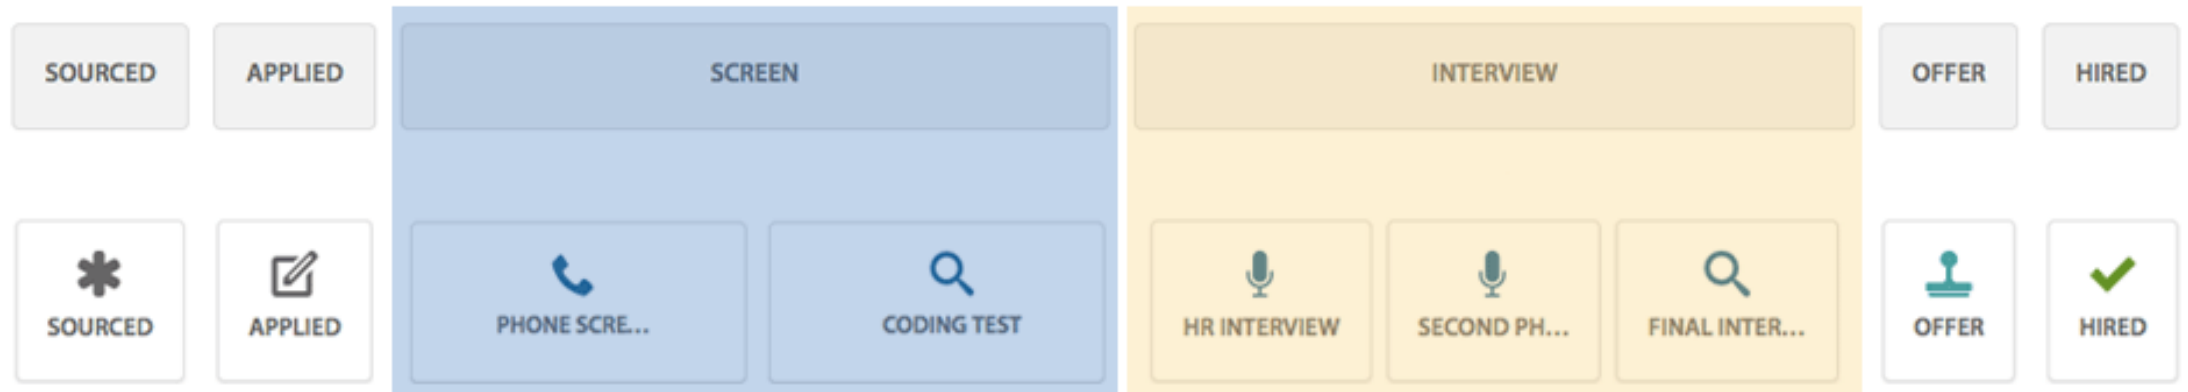 SOURCED
APPLIED
SCREEN
INTERVIEW
OFFER
HIRED
SOURCED
APPLIED
PHONE SCRE...
CODING TEST
HR INTERVIEW
SECOND PH...
FINAL INTER...
OFFER
HIRED